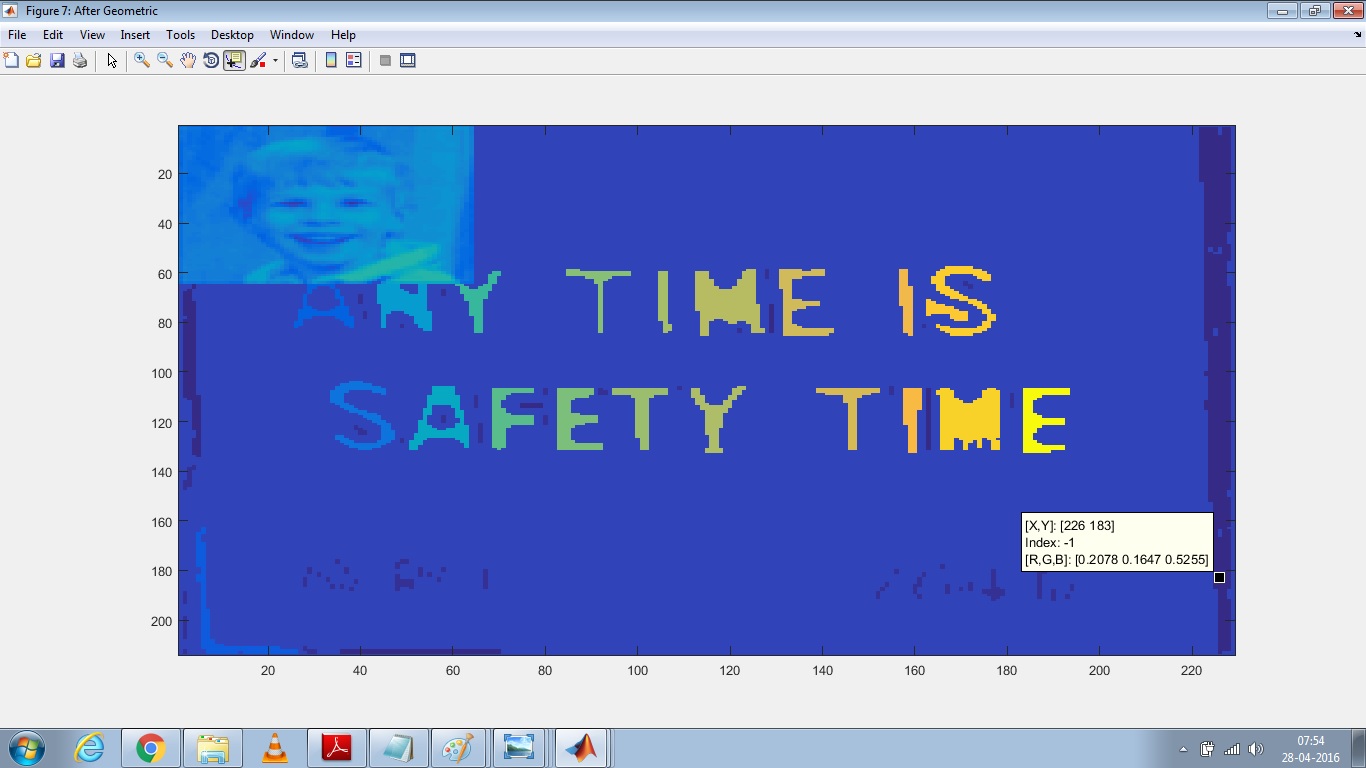 Figure 7: After Geometric
File Edit View Insert Tools Desktop Window Help
20
40
60
80
100
120
140
160
180
200
ANY TIME IS
SAFETY TIME
[X,Y]: [226 183]
Index: -1
[R,G,B]: [0.2078 0.1647 0.5255]
20 40 60 80 100 120 140 160 180 200 220
07:54
28-04-2016